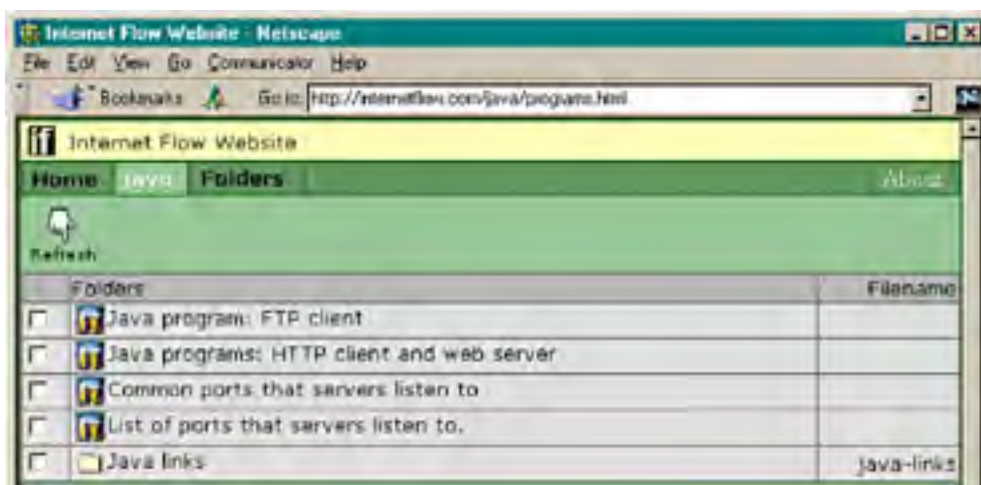 Internet Flow Website - Netscape
File Edit View Go Communicator Help
Bookmarks Go to: http://internetflow.com/java/programs.html
if Internet Flow Website
Home java Folders About
Refresh
Folders Filename
Java program: FTP client
Java programs: HTTP client and web server
Common ports that servers listen to
List of ports that servers listen to.
Java links java-links